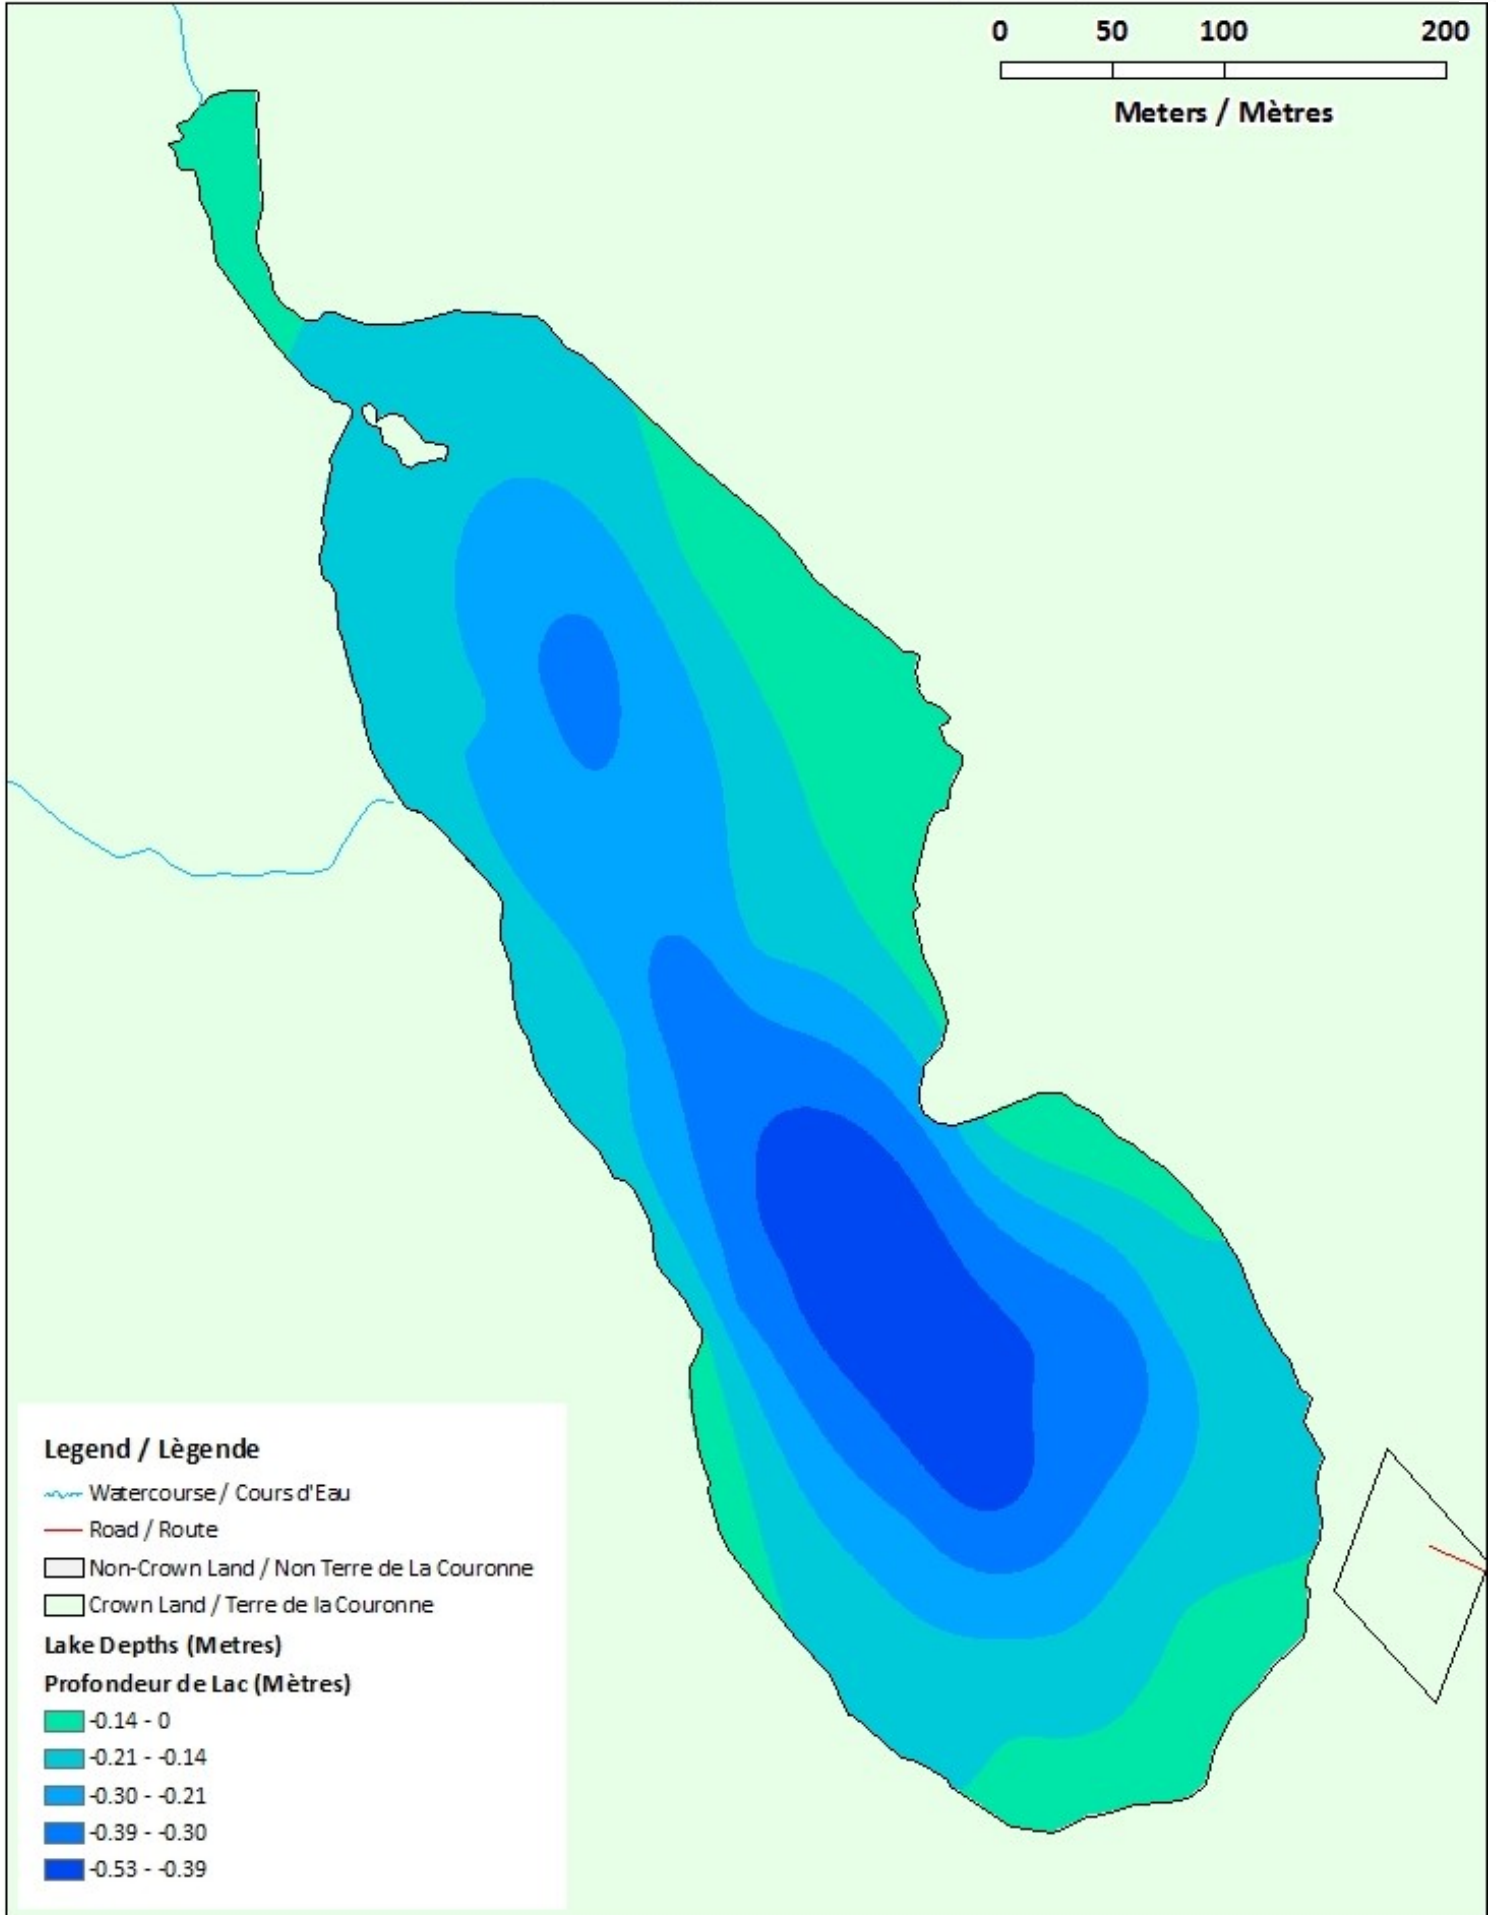 0 50 100 200
Meters / Mètres
Legend / Lègende
Watercourse / Cours d'Eau
Road / Route
Non-Crown Land / Non Terre de La Couronne
Crown Land / Terre de la Couronne
Lake Depths (Metres)
Profondeur de Lac (Mètres)
-0.14 - 0
-0.21 - -0.14
-0.30 - -0.21
-0.39 - -0.30
-0.53 - -0.39